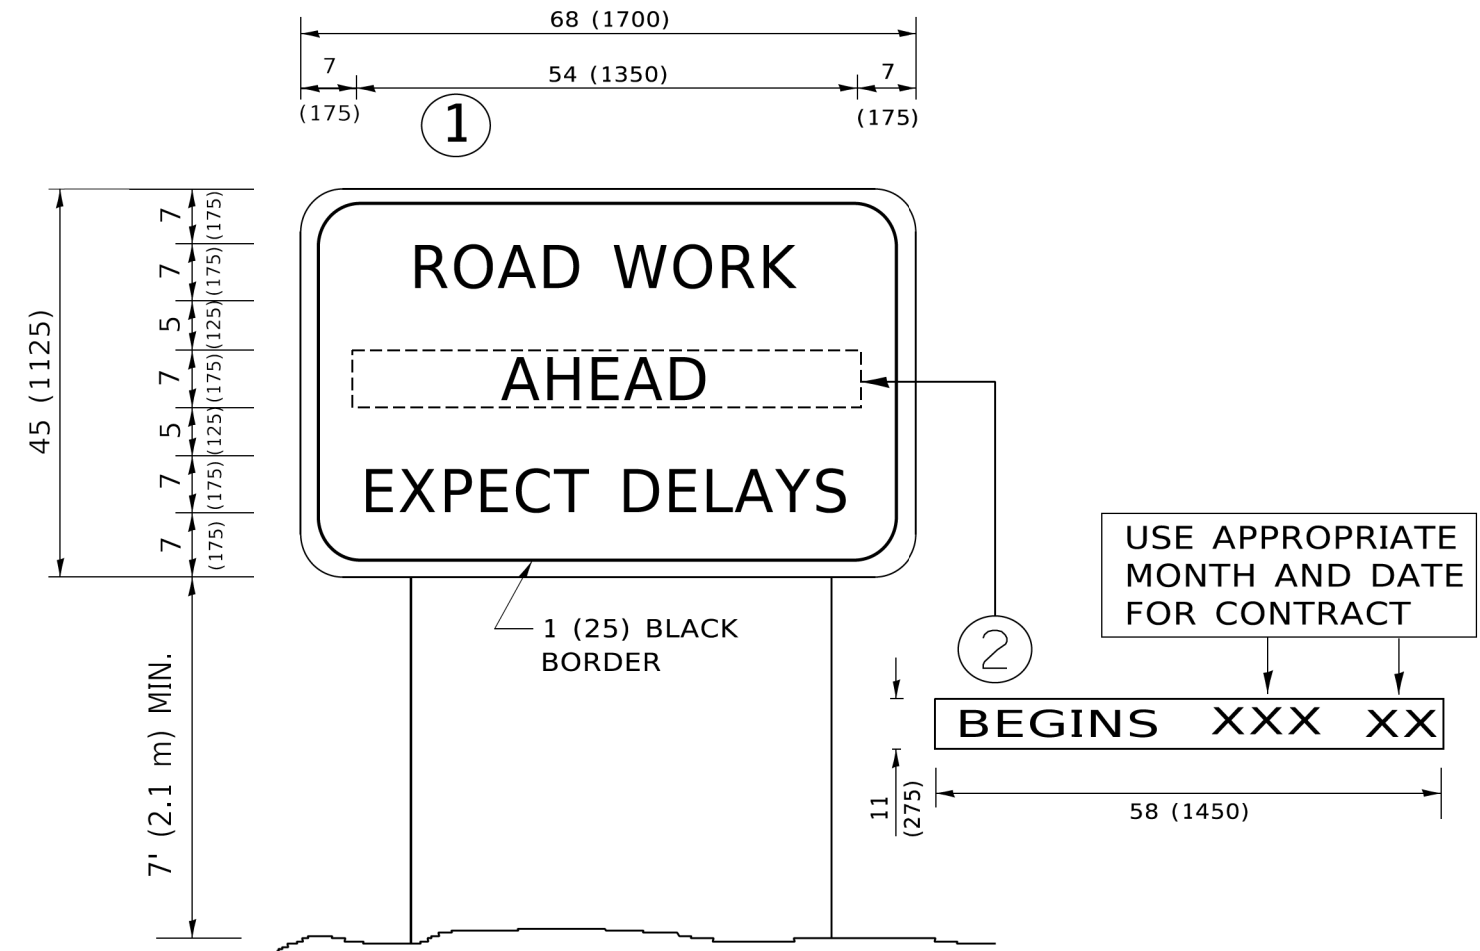 68 (1700)
7
54 (1350)
7
(175)
(175)
1
45 (1125)
7 (175)
7 (175)
5 (125)
7 (175)
5 (125)
7 (175)
7 (175)
ROAD WORK
AHEAD
EXPECT DELAYS
1 (25) BLACK
BORDER
7' (2.1 m) MIN.
USE APPROPRIATE
MONTH AND DATE
FOR CONTRACT
2
BEGINS XXX XX
11
(275)
58 (1450)